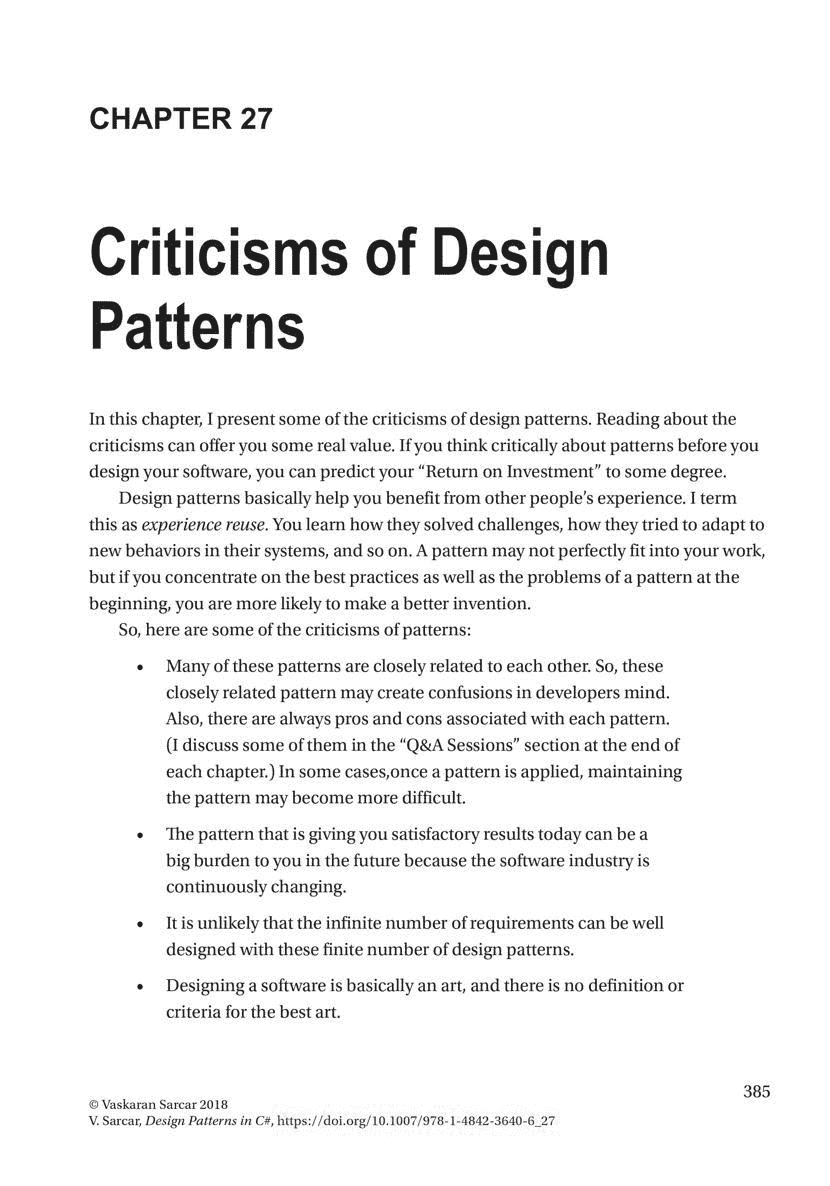 CHAPTER 27
Criticisms of Design
Patterns
In this chapter, I present some of the criticisms of design patterns. Reading about the
criticisms can offer you some real value. If you think critically about patterns before you
design your software, you can predict your “Return on Investment” to some degree.
Design patterns basically help you benefit from other people’s experience. I term
this as experience reuse. You learn how they solved challenges, how they tried to adapt to
new behaviors in their systems, and so on. A pattern may not perfectly fit into your work,
but if you concentrate on the best practices as well as the problems of a pattern at the
beginning, you are more likely to make a better invention.
So, here are some of the criticisms of patterns:
• Many of these patterns are closely related to each other. So, these
closely related pattern may create confusions in developers mind.
Also, there are always pros and cons associated with each pattern.
(I discuss some of them in the “Q&A Sessions” section at the end of
each chapter.) In some cases,once a pattern is applied, maintaining
the pattern may become more difficult.
• The pattern that is giving you satisfactory results today can be a
big burden to you in the future because the software industry is
continuously changing.
• It is unlikely that the infinite number of requirements can be well
designed with these finite number of design patterns.
• Designing a software is basically an art, and there is no definition or
criteria for the best art.
385
© Vaskaran Sarcar 2018
V. Sarcar, Design Patterns in C#, https://doi.org/10.1007/978-1-4842-3640-6_27